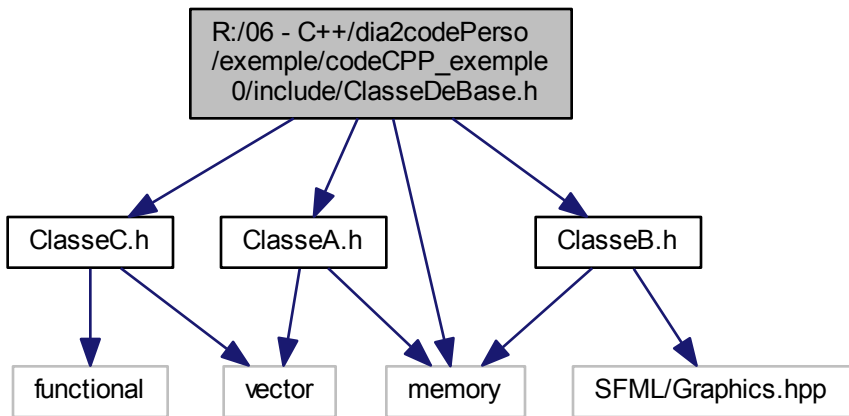 R:/06 - C++/dia2codePerso
/exemple/codeCPP_exemple
0/include/ClasseDeBase.h
ClasseC.h
ClasseA.h
ClasseB.h
functional
vector
memory
SFML/Graphics.hpp